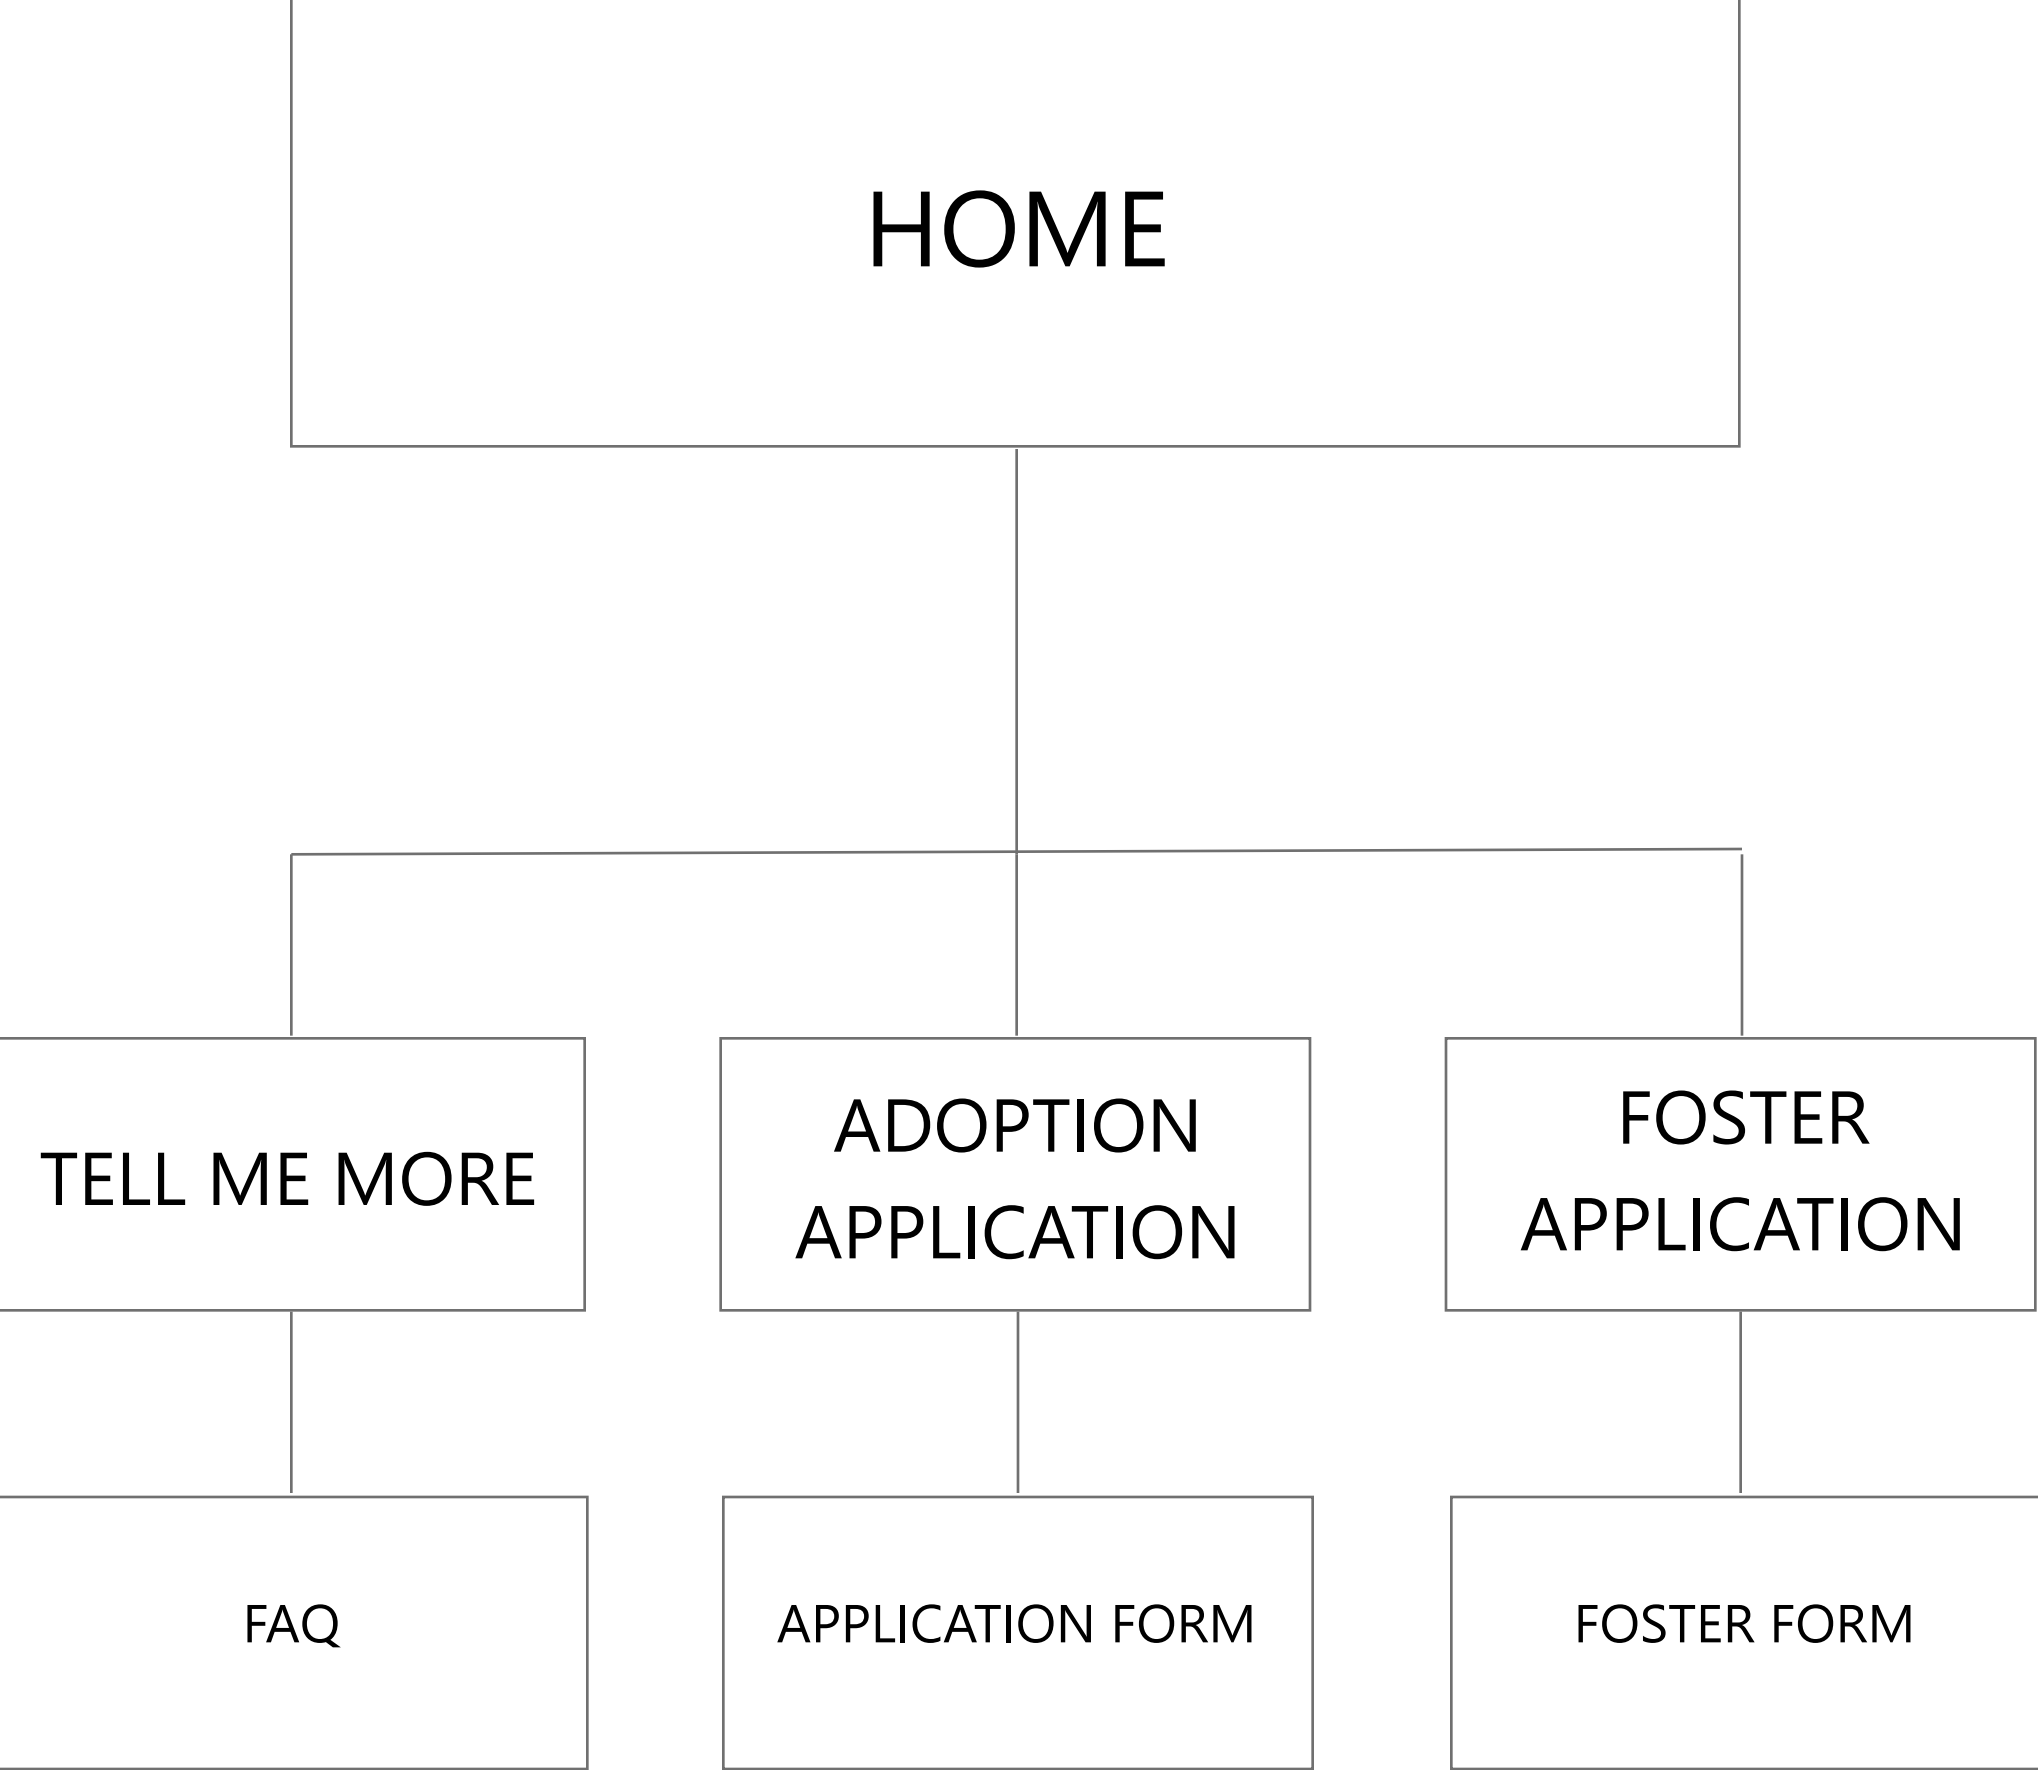 HOME
TELL ME MORE
ADOPTION
APPLICATION
FOSTER
APPLICATION
FAQ
APPLICATION FORM
FOSTER FORM